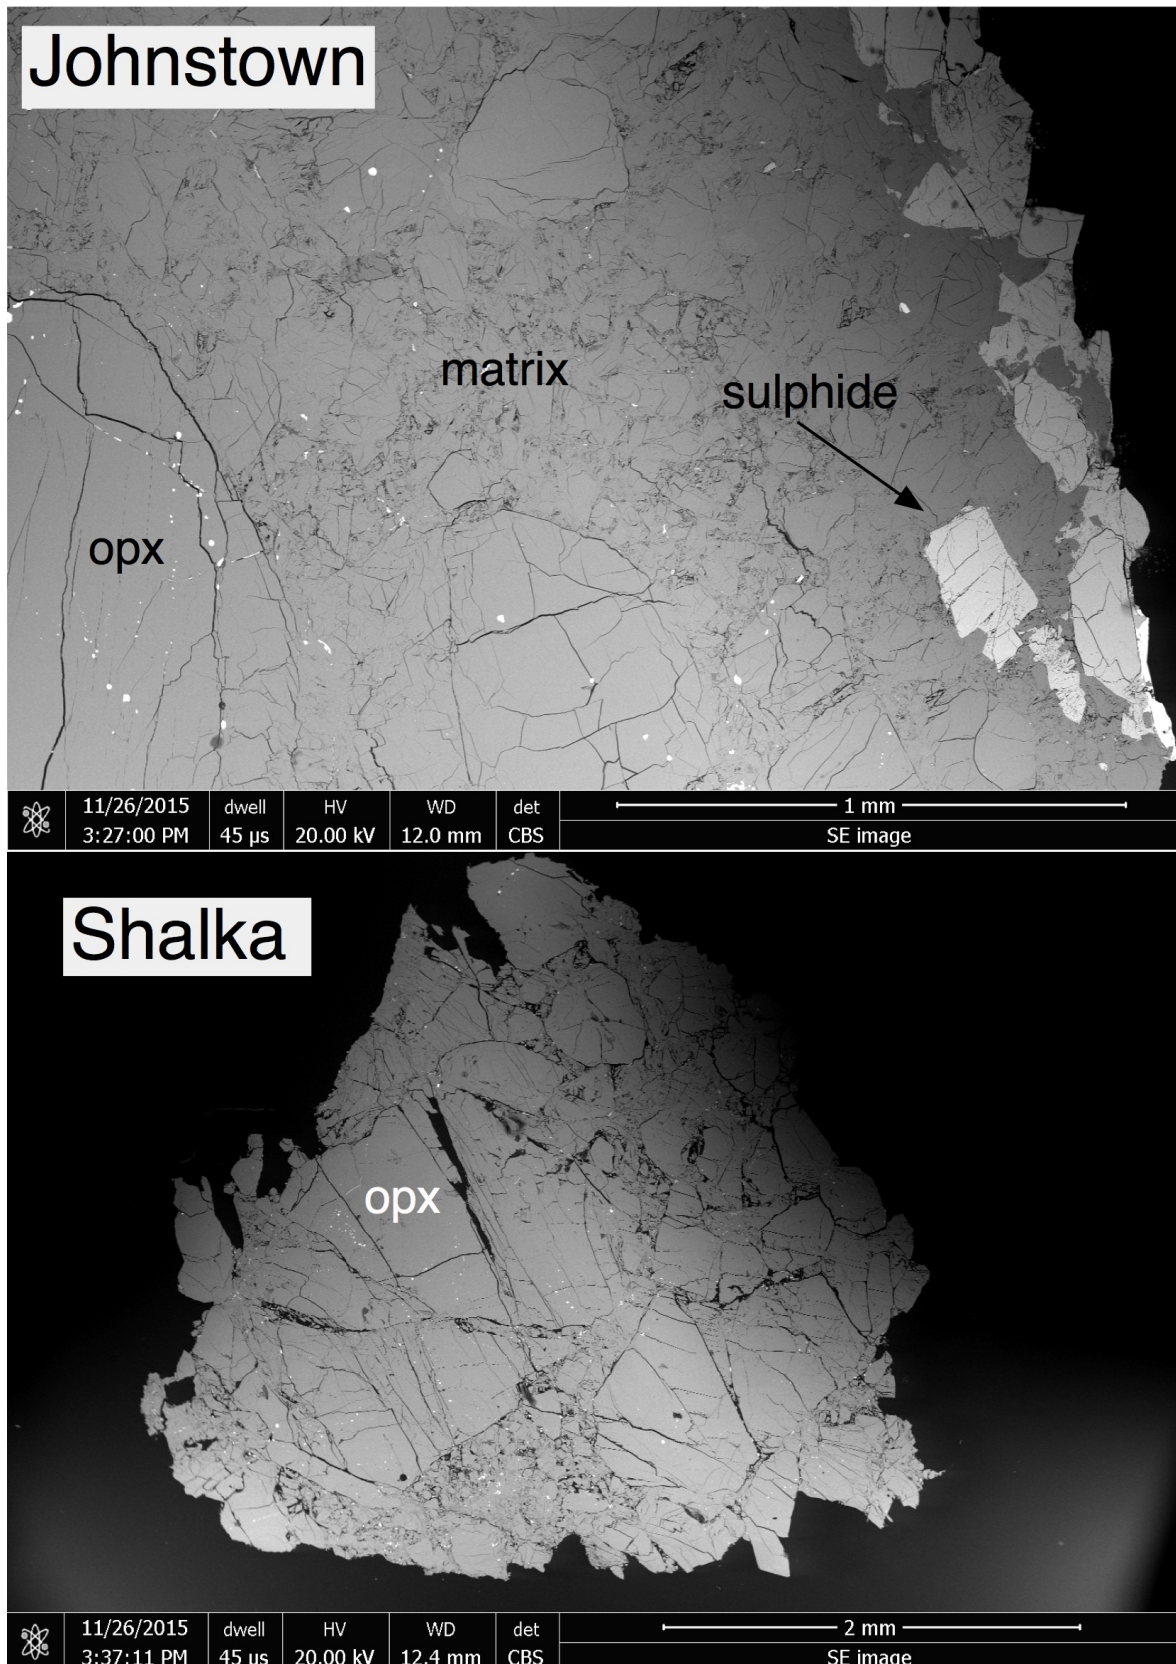 Johnstown
matrix
sulphide
opx
11/26/2015 dwell HV WD det 1 mm
3:27:00 PM 45 µs 20.00 kV 12.0 mm CBS SE image
Shalka
opx
11/26/2015 dwell HV WD det 2 mm
3:37:11 PM 45 µs 20.00 kV 12.4 mm CBS SE image